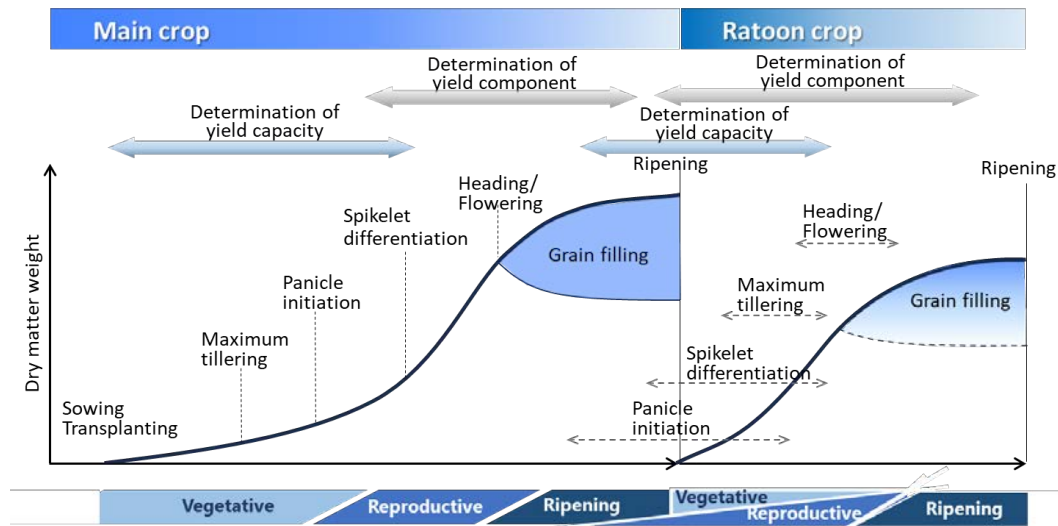 Main crop
Ratoon crop
Determination of
yield component
Determination of
yield component
Determination of
yield capacity
Determination of
yield capacity
Ripening
Ripening
Heading/
Flowering
Spikelet
differentiation
Panicle
initiation
Maximum
tillering
Sowing
Transplanting
Grain filling
Dry matter weight
Heading/
Flowering
Maximum
tillering
Grain filling
Spikelet
differentiation
Panicle
initiation
Vegetative
Reproductive
Ripening
Vegetative
Reproductive
Ripening